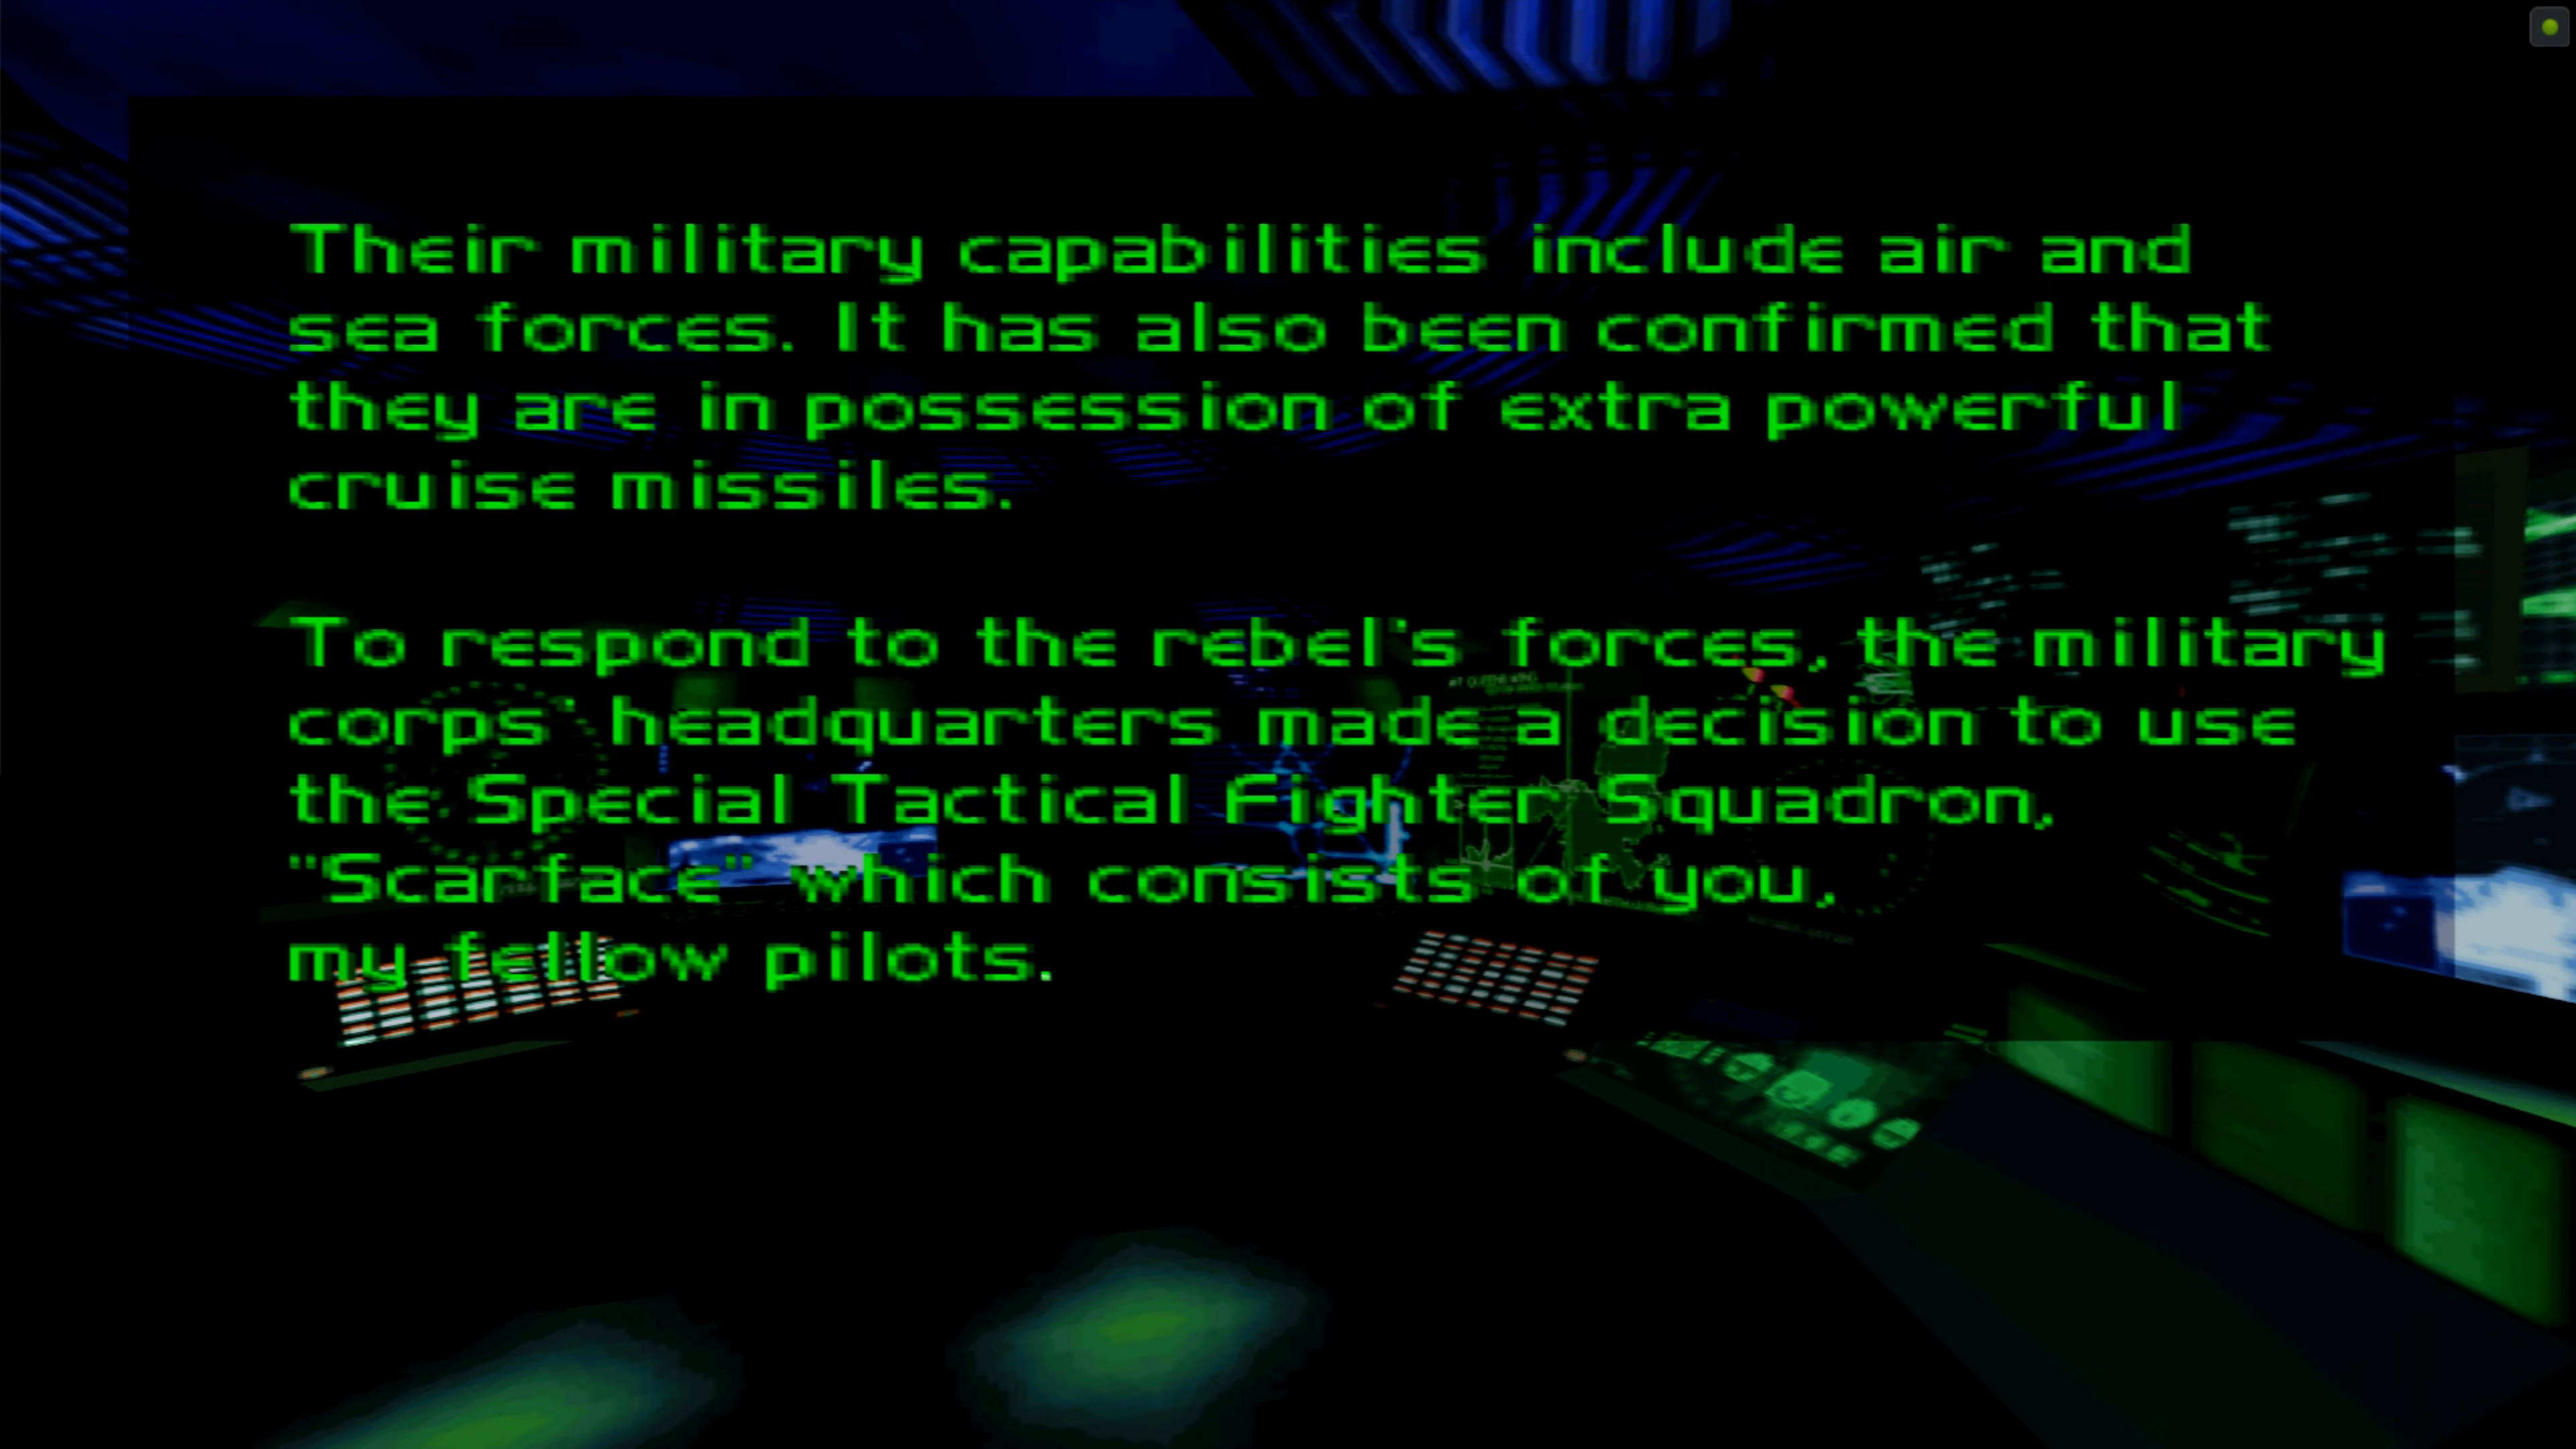 Their military capabilities include air and
sea forces. It has also been confirmed that
they are in possession of extra powerful
cruise missiles.
To respond to the rebel's forces, the military
corps' headquarters made a decision to use
the Special Tactical Fighter Squadron,
"Scarface" which consists of you,
my fellow pilots.